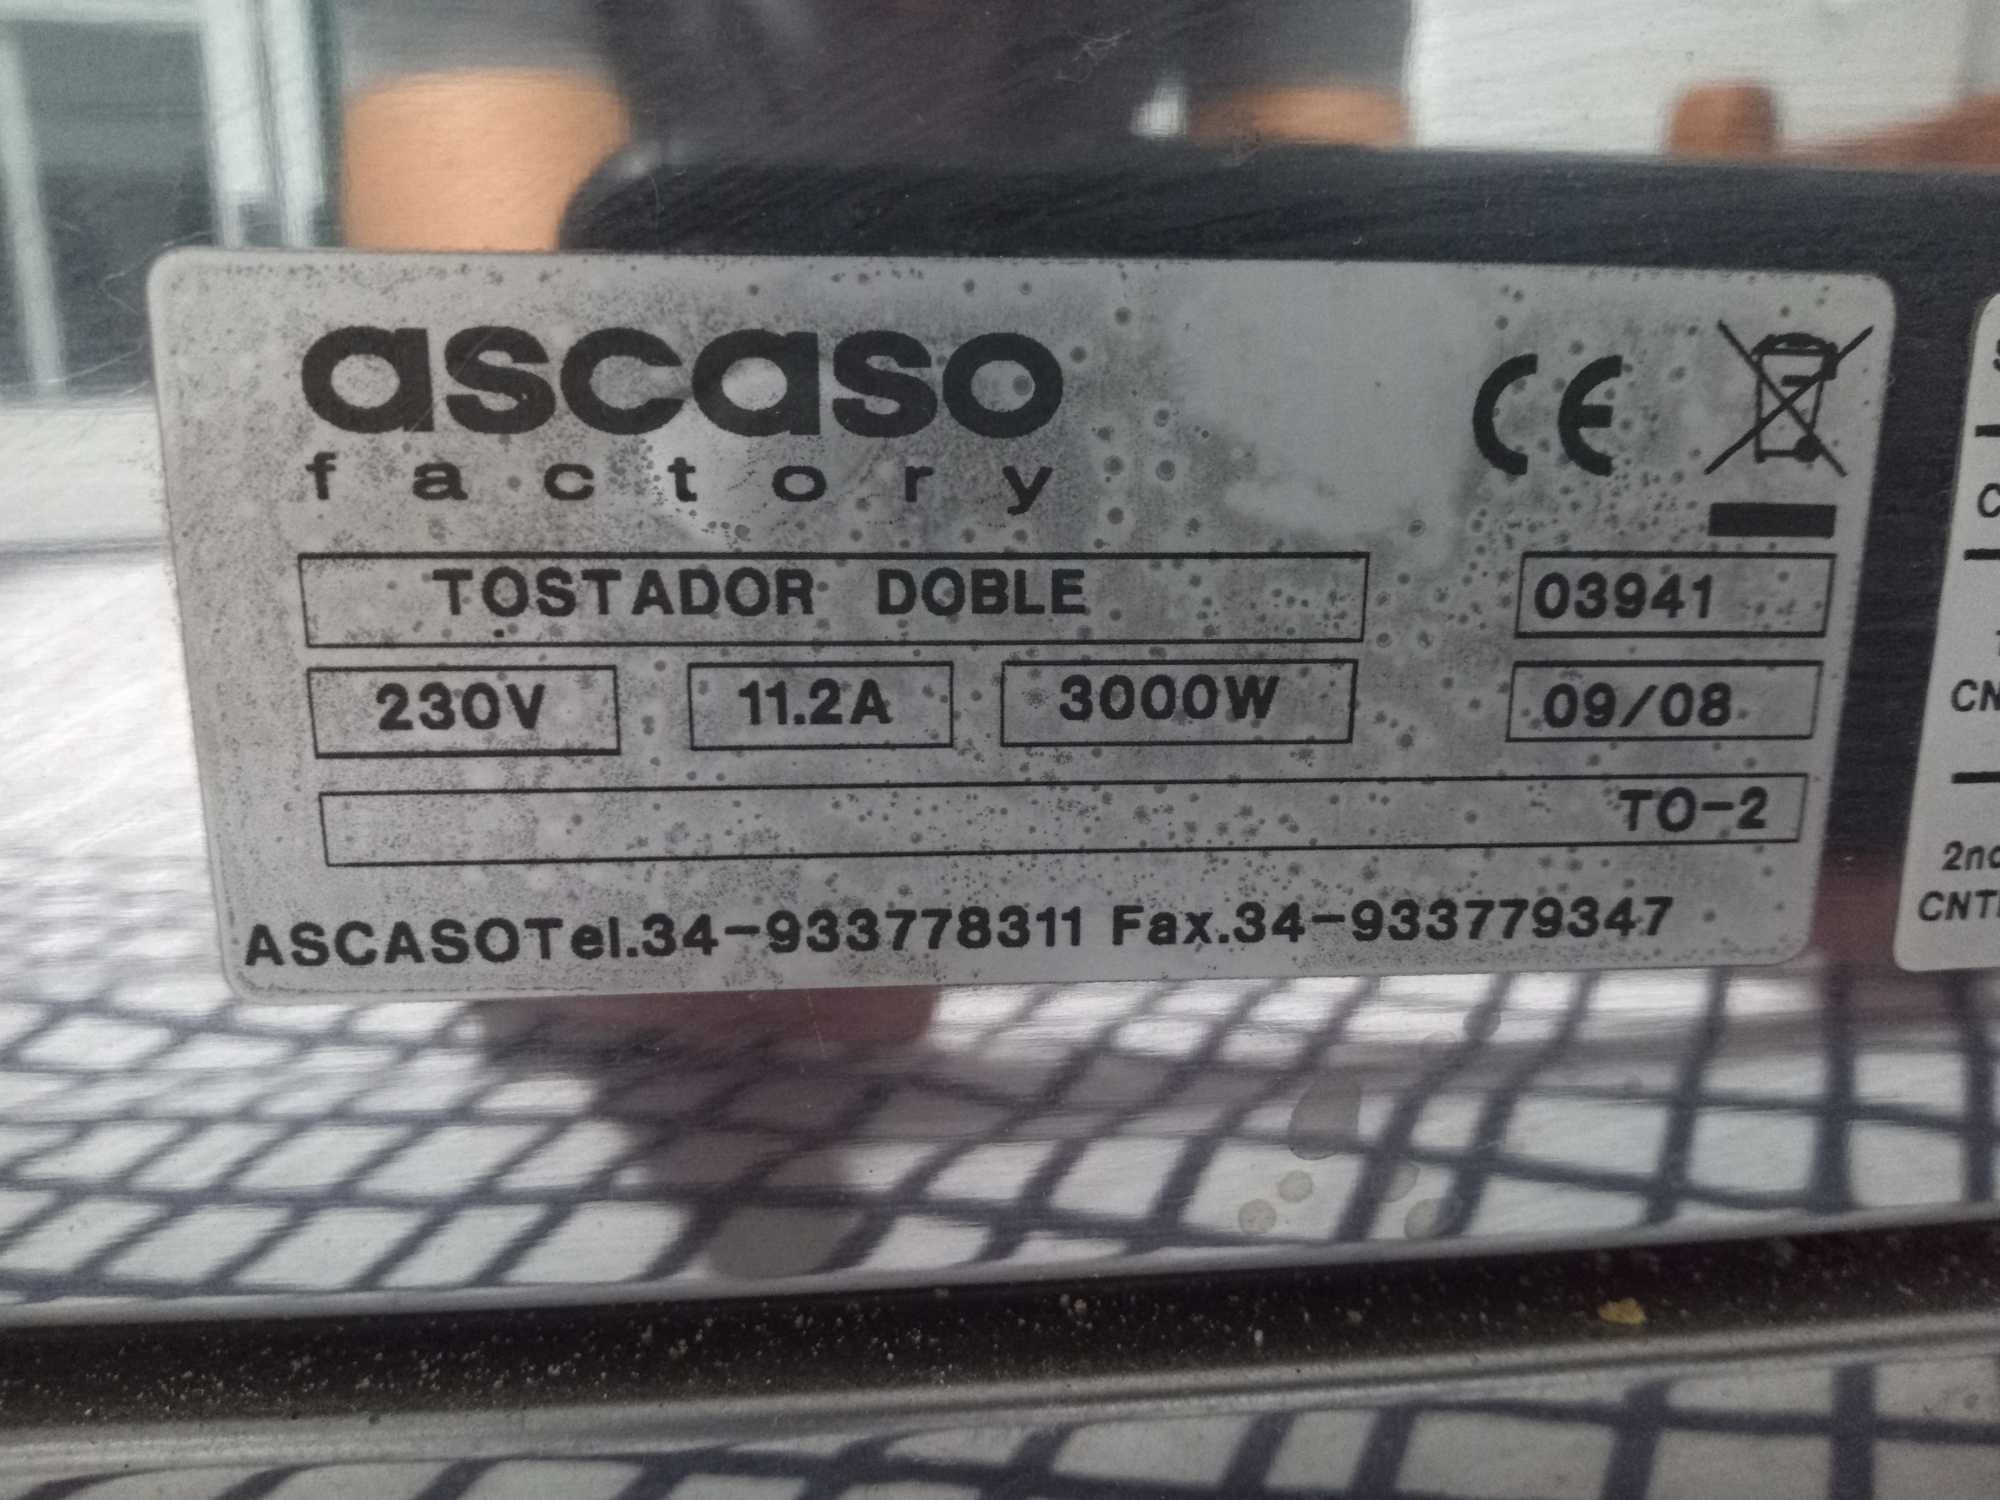 ascaso
factory
CE
TOSTADOR DOBLE
03941
230V
11.2A
3000W
09/08
TO-2
ASCASOTel.34-933778311 Fax.34-933779347
2nd